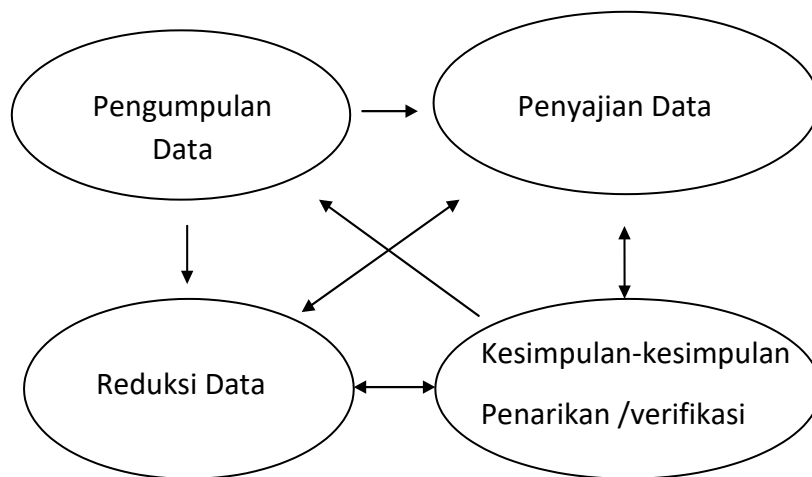 Pengumpulan
Data
Penyajian Data
Reduksi Data
Kesimpulan-kesimpulan
Penarikan /verifikasi